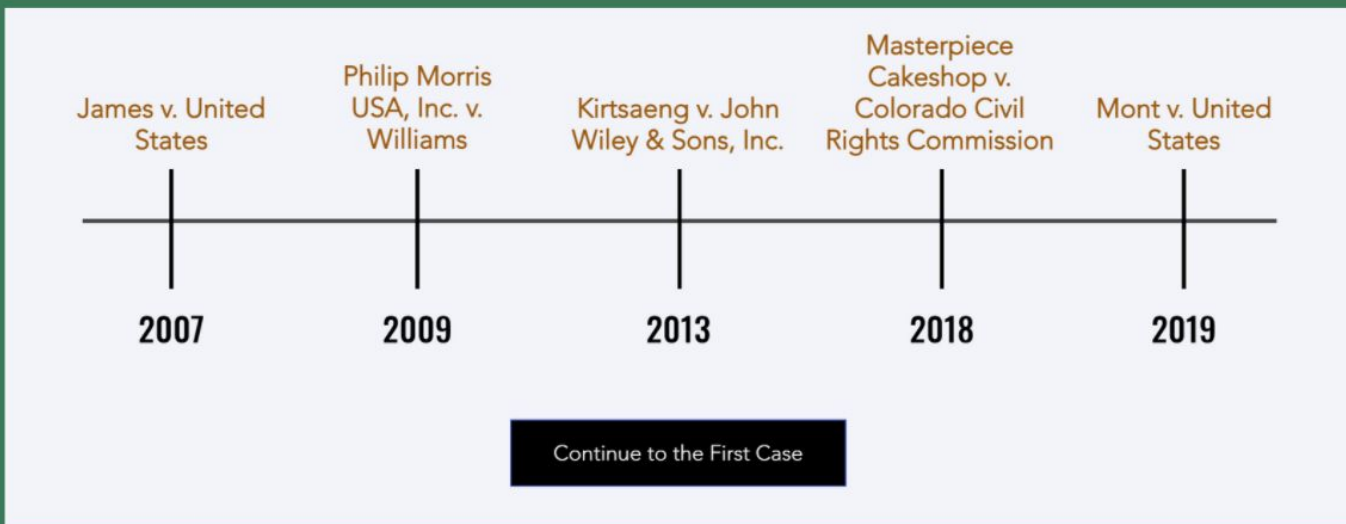 James v. United
States
Philip Morris
USA, Inc. v.
Williams
Kirtsaeng v. John
Wiley & Sons, Inc.
Masterpiece
Cakeshop v.
Colorado Civil
Rights Commission
Mont v. United
States
2007
2009
2013
2018
2019
Continue to the First Case